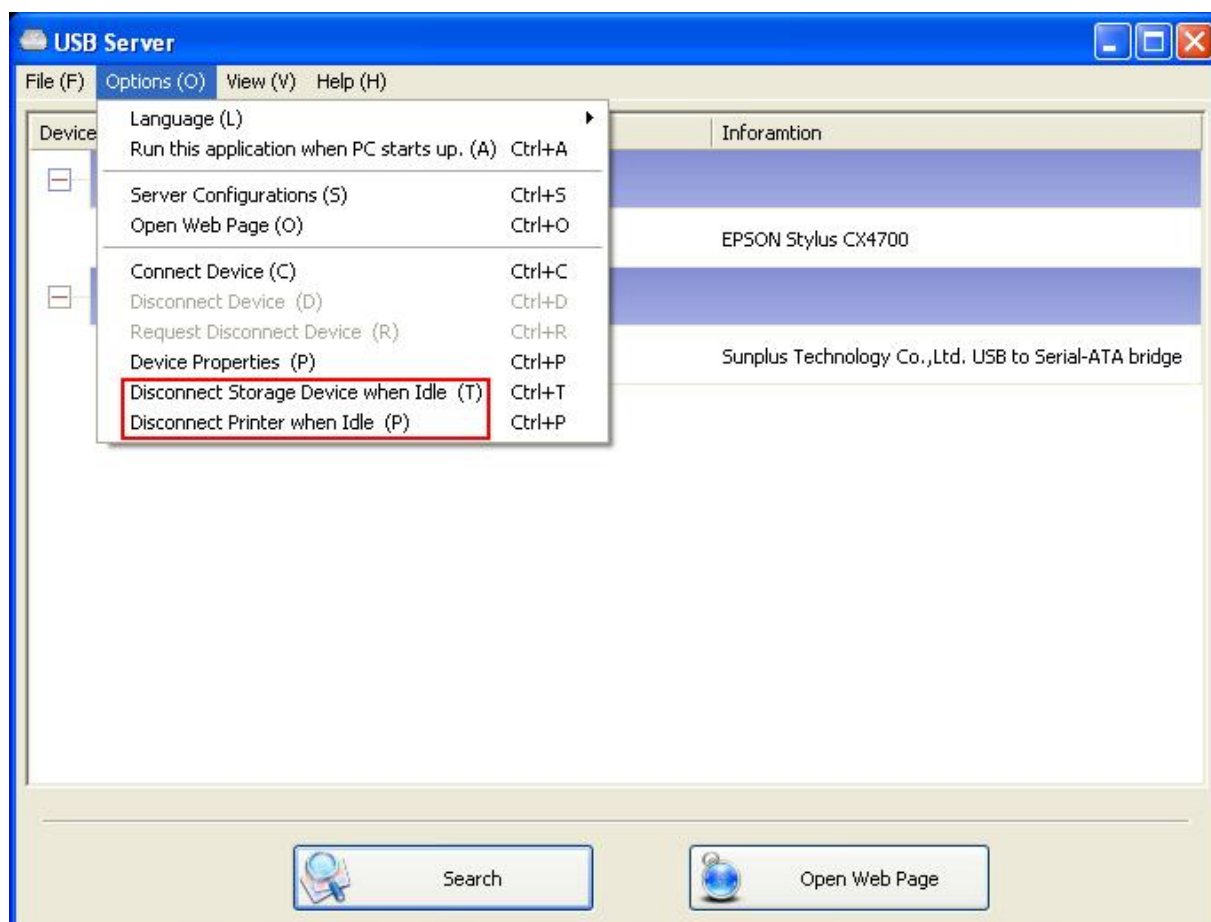 USB Server
File (F) Options (O) View (V) Help (H)
Device
Inforamtion
Language (L)
Run this application when PC starts up. (A) Ctrl+A
Server Configurations (S) Ctrl+S
Open Web Page (O) Ctrl+O
Connect Device (C) Ctrl+C
Disconnect Device (D) Ctrl+D
Request Disconnect Device (R) Ctrl+R
Device Properties (P) Ctrl+P
Disconnect Storage Device when Idle (T) Ctrl+T
Disconnect Printer when Idle (P) Ctrl+P
EPSON Stylus CX4700
Sunplus Technology Co.,Ltd. USB to Serial-ATA bridge
Search
Open Web Page